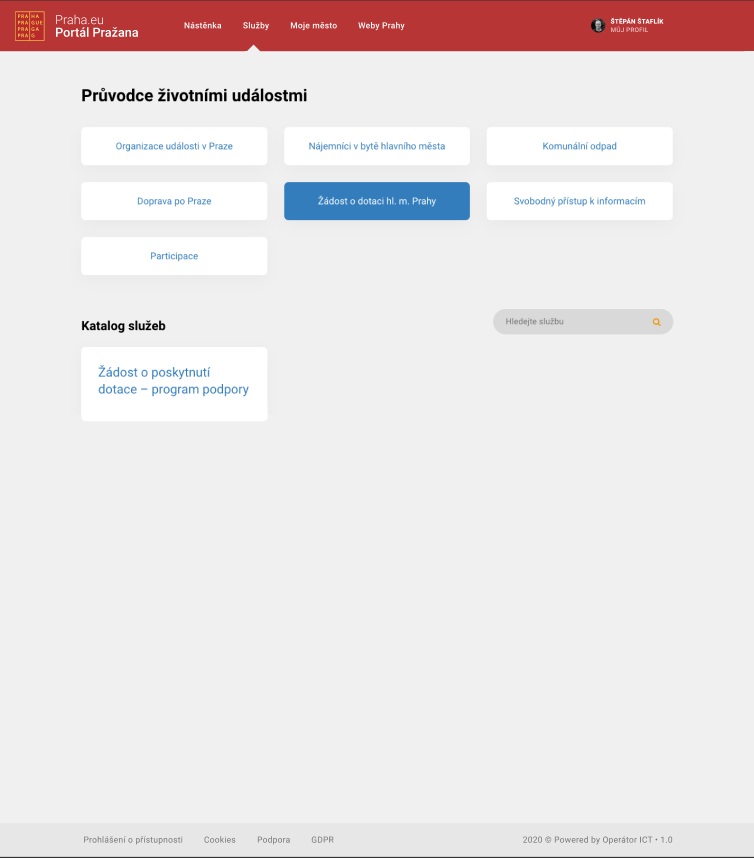 PRA HA
PRA GUE
PRA GA
PRA G
Praha.eu
Portál Pražana
Nástěnka
Služby
Moje město
Weby Prahy
ŠTĚPÁN ŠTAFLÍK
MŮJ PROFIL
Průvodce životními událostmi
Organizace události v Praze
Nájemníci v bytě hlavního města
Komunální odpad
Doprava po Praze
Žádost o dotaci hl. m. Prahy
Svobodný přístup k informacím
Participace
Katalog služeb
Hledejte službu
Žádost o poskytnutí
dotace – program podpory
Prohlášení o přístupnosti
Cookies
Podpora
GDPR
2020 © Powered by Operátor ICT • 1.0